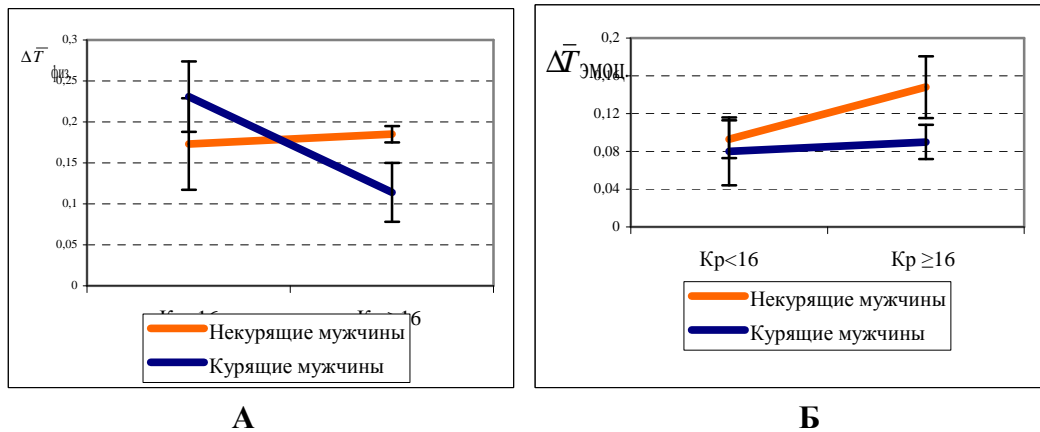 0,3
ΔT̅
физ.
0,25
0,2
0,15
0,1
0,05
0
Некурящие мужчины
Курящие мужчины
А
0,2
ΔT̅ эмоц.
0,16
0,12
0,08
0,04
0
Кр<16
Кр ≥16
Некурящие мужчины
Курящие мужчины
Б